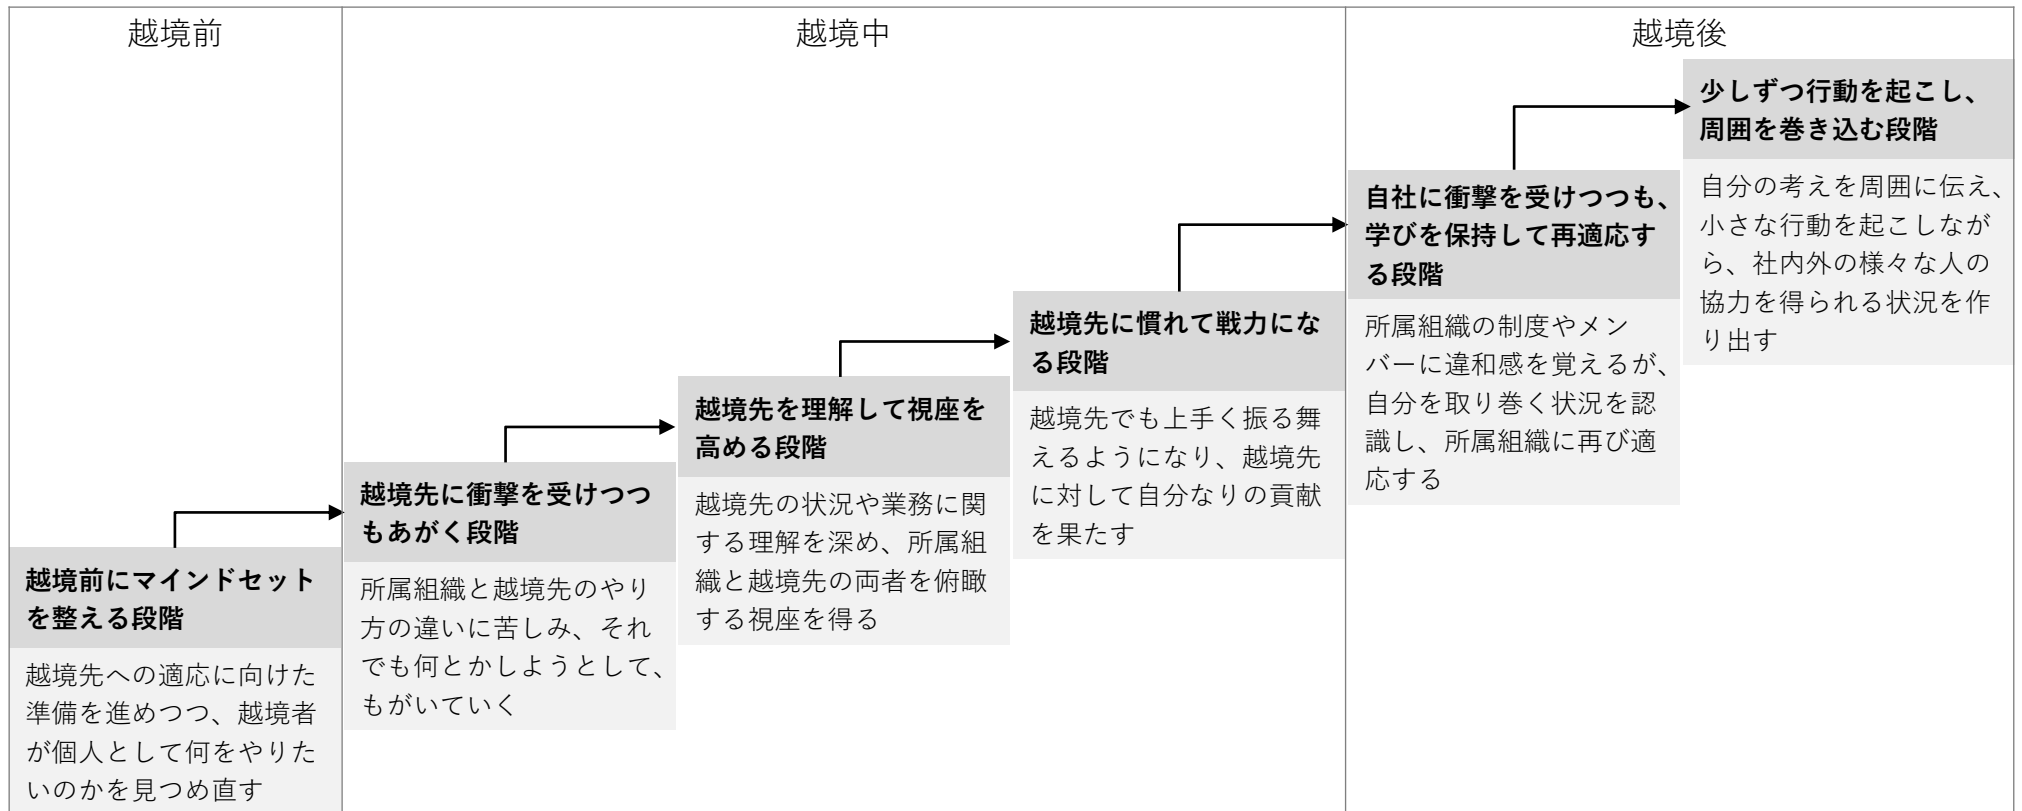 越境前
越境中
越境後
越境前にマインドセット
を整える段階
越境先への適応に向けた
準備を進めつつ、越境者
が個人として何をやりた
いのかを見つめ直す
越境先に衝撃を受けつつ
もあがく段階
所属組織と越境先のやり
方の違いに苦しみ、それ
でも何とかしようとして、
もがいていく
越境先を理解して視座を
高める段階
越境先の状況や業務に関
する理解を深め、所属組
織と越境先の両者を俯瞰
する視座を得る
越境先に慣れて戦力にな
る段階
越境先でも上手く振る舞
えるようになり、越境先
に対して自分なりの貢献
を果たす
自社に衝撃を受けつつも、
学びを保持して再適応す
る段階
所属組織の制度やメン
バーに違和感を覚えるが、
自分を取り巻く状況を認
識し、所属組織に再び適
応する
少しずつ行動を起こし、
周囲を巻き込む段階
自分の考えを周囲に伝え、
小さな行動を起こしなが
ら、社内外の様々な人の
協力を得られる状況を作
り出す